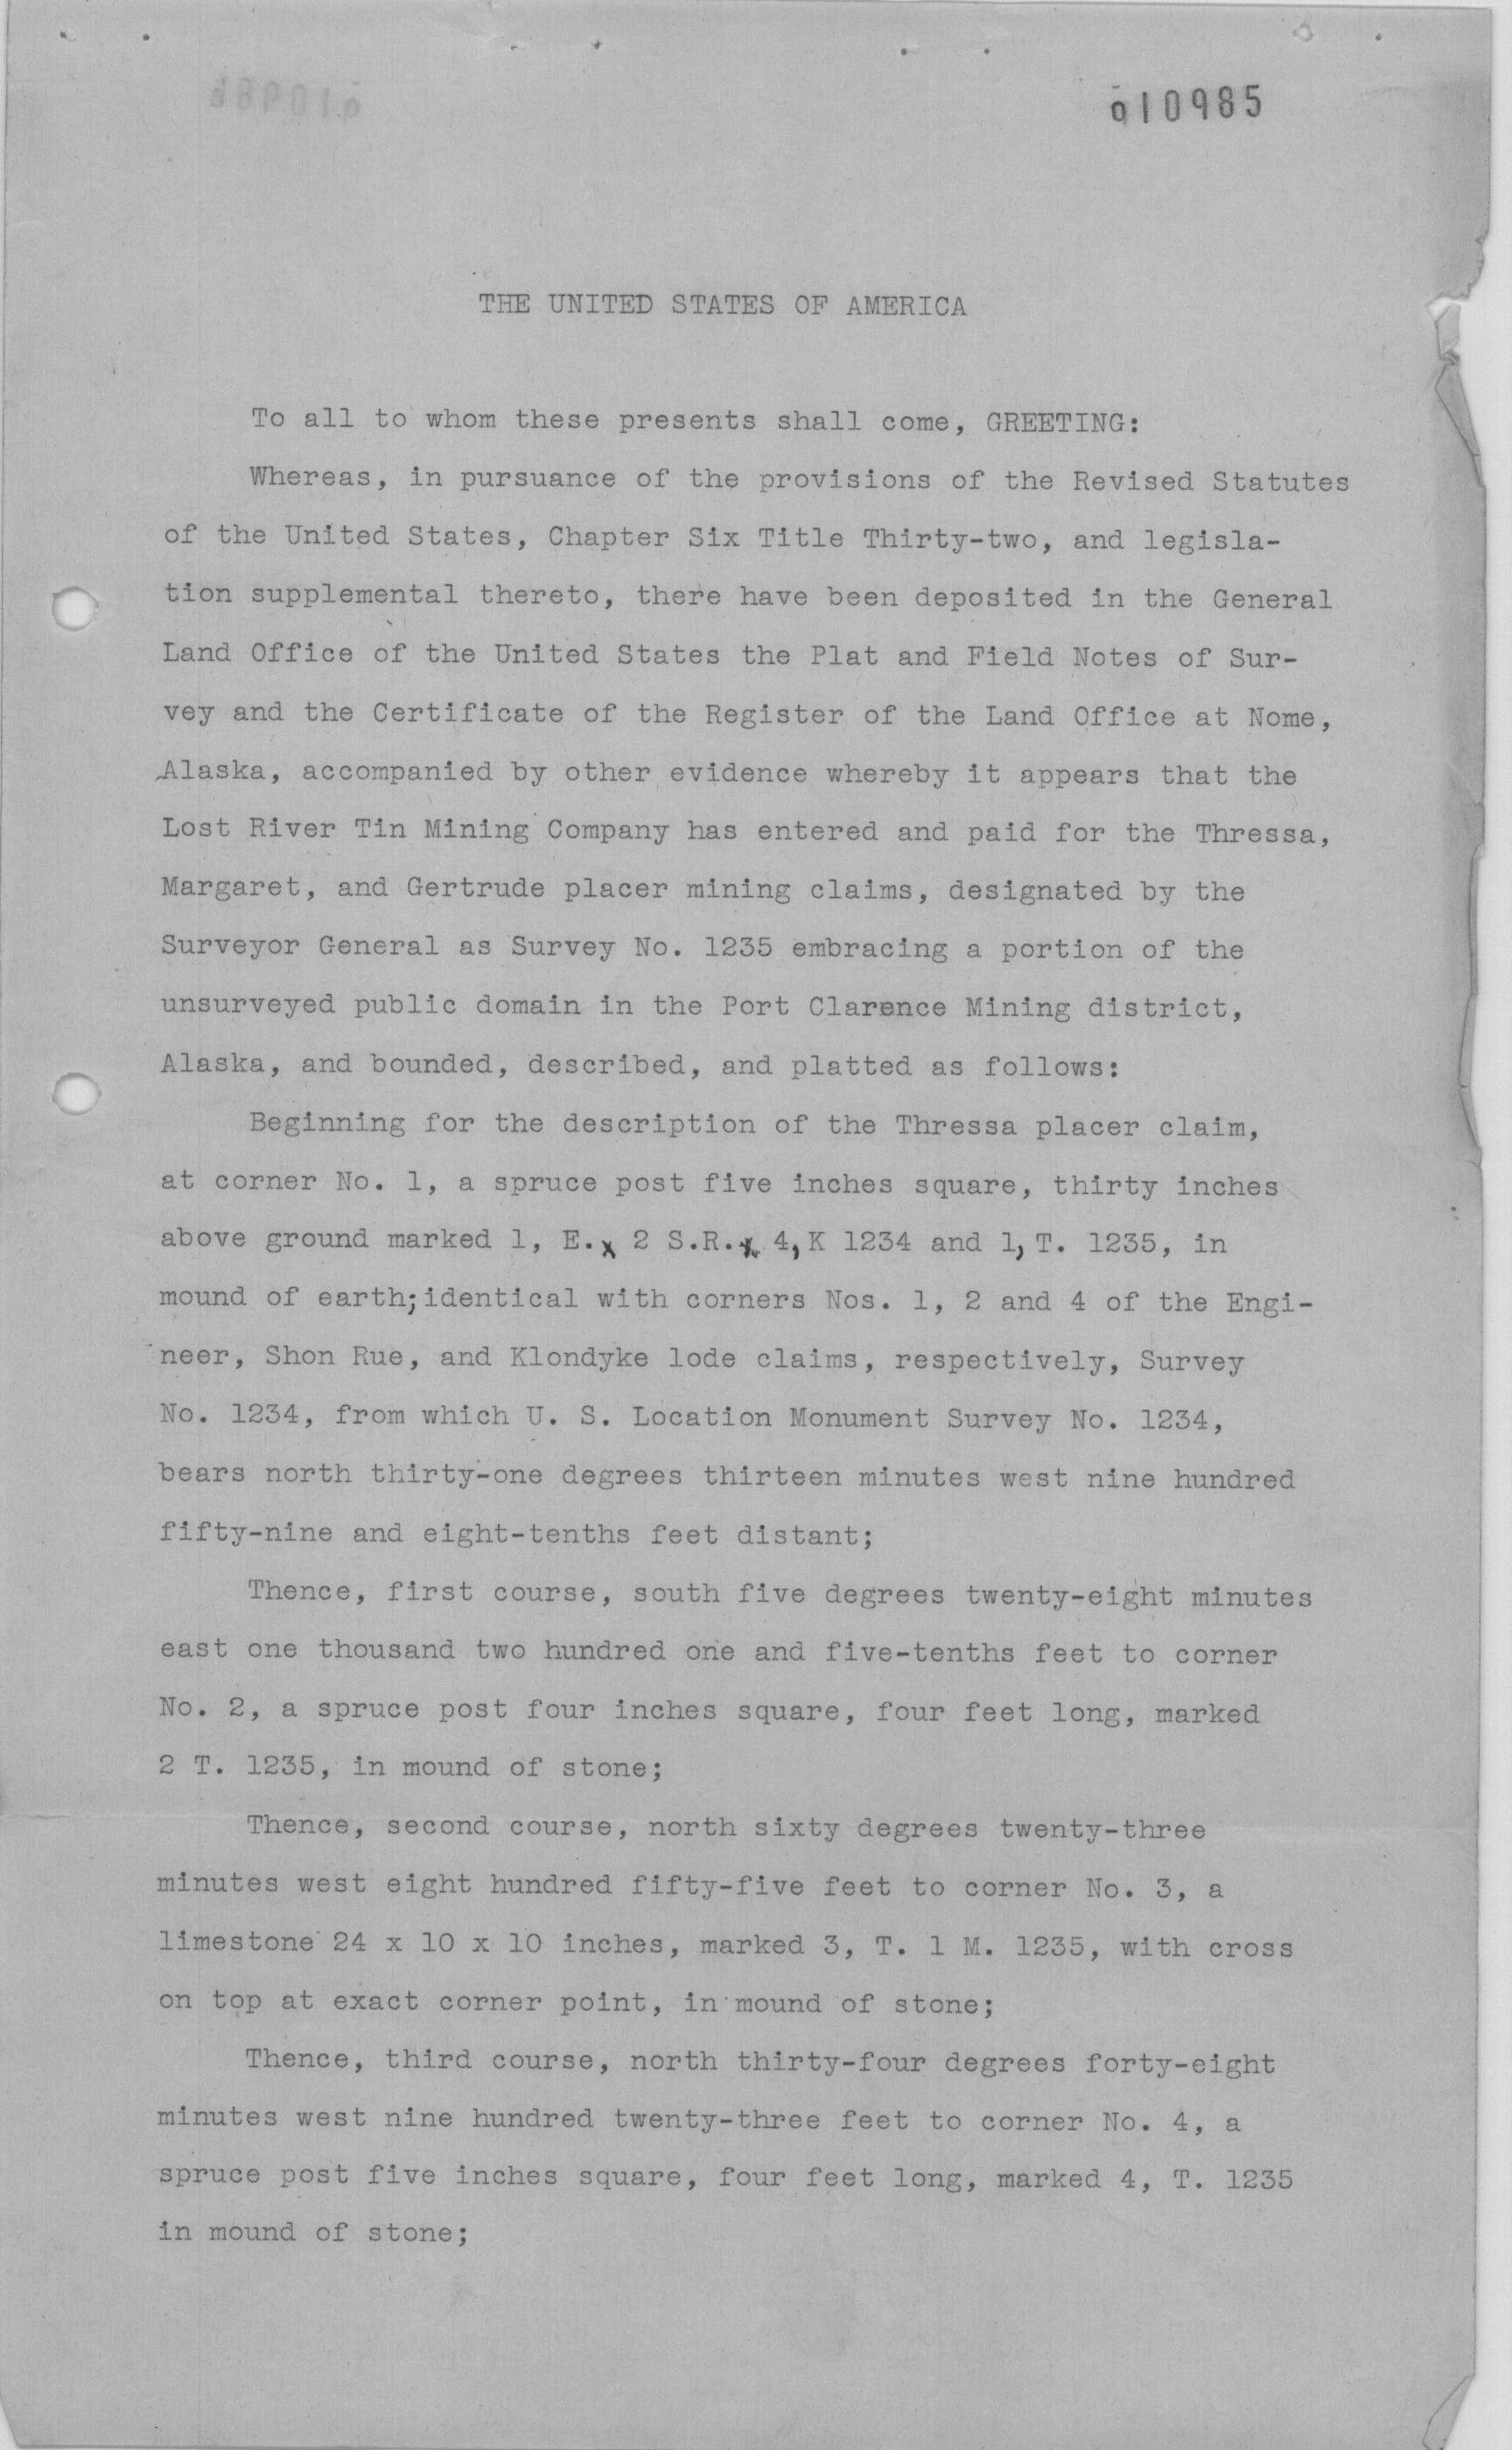 010985
THE UNITED STATES OF AMERICA
To all to whom these presents shall come, GREETING:
Whereas, in pursuance of the provisions of the Revised Statutes
of the United States, Chapter Six Title Thirty-two, and legisla-
tion supplemental thereto, there have been deposited in the General
Land Office of the United States the Plat and Field Notes of Sur-
vey and the Certificate of the Register of the Land Office at Nome,
Alaska, accompanied by other evidence whereby it appears that the
Lost River Tin Mining Company has entered and paid for the Thressa,
Margaret, and Gertrude placer mining claims, designated by the
Surveyor General as Survey No. 1235 embracing a portion of the
unsurveyed public domain in the Port Clarence Mining district,
Alaska, and bounded, described, and platted as follows:
Beginning for the description of the Thressa placer claim,
at corner No. 1, a spruce post five inches square, thirty inches
above ground marked 1, E. 2 S.R. 4, K 1234 and 1, T. 1235, in
mound of earth; identical with corners Nos. 1, 2 and 4 of the Engi-
neer, Shon Rue, and Klondyke lode claims, respectively, Survey
No. 1234, from which U. S. Location Monument Survey No. 1234,
bears north thirty-one degrees thirteen minutes west nine hundred
fifty-nine and eight-tenths feet distant;
Thence, first course, south five degrees twenty-eight minutes
east one thousand two hundred one and five-tenths feet to corner
No. 2, a spruce post four inches square, four feet long, marked
2 T. 1235, in mound of stone;
Thence, second course, north sixty degrees twenty-three
minutes west eight hundred fifty-five feet to corner No. 3, a
limestone 24 x 10 x 10 inches, marked 3, T. 1 M. 1235, with cross
on top at exact corner point, in mound of stone;
Thence, third course, north thirty-four degrees forty-eight
minutes west nine hundred twenty-three feet to corner No. 4, a
spruce post five inches square, four feet long, marked 4, T. 1235
in mound of stone;